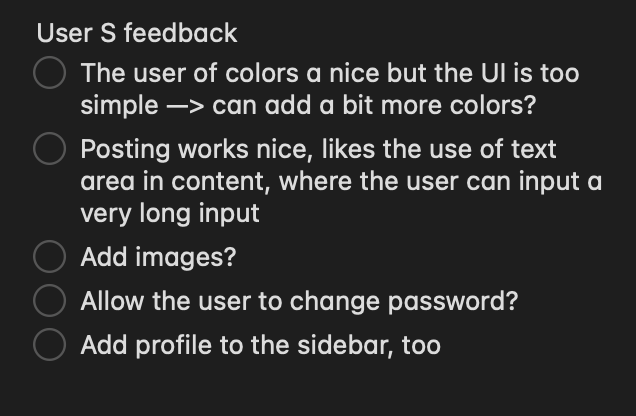 User S feedback
The user of colors a nice but the UI is too
simple —> can add a bit more colors?
Posting works nice, likes the use of text
area in content, where the user can input a
very long input
Add images?
Allow the user to change password?
Add profile to the sidebar, too